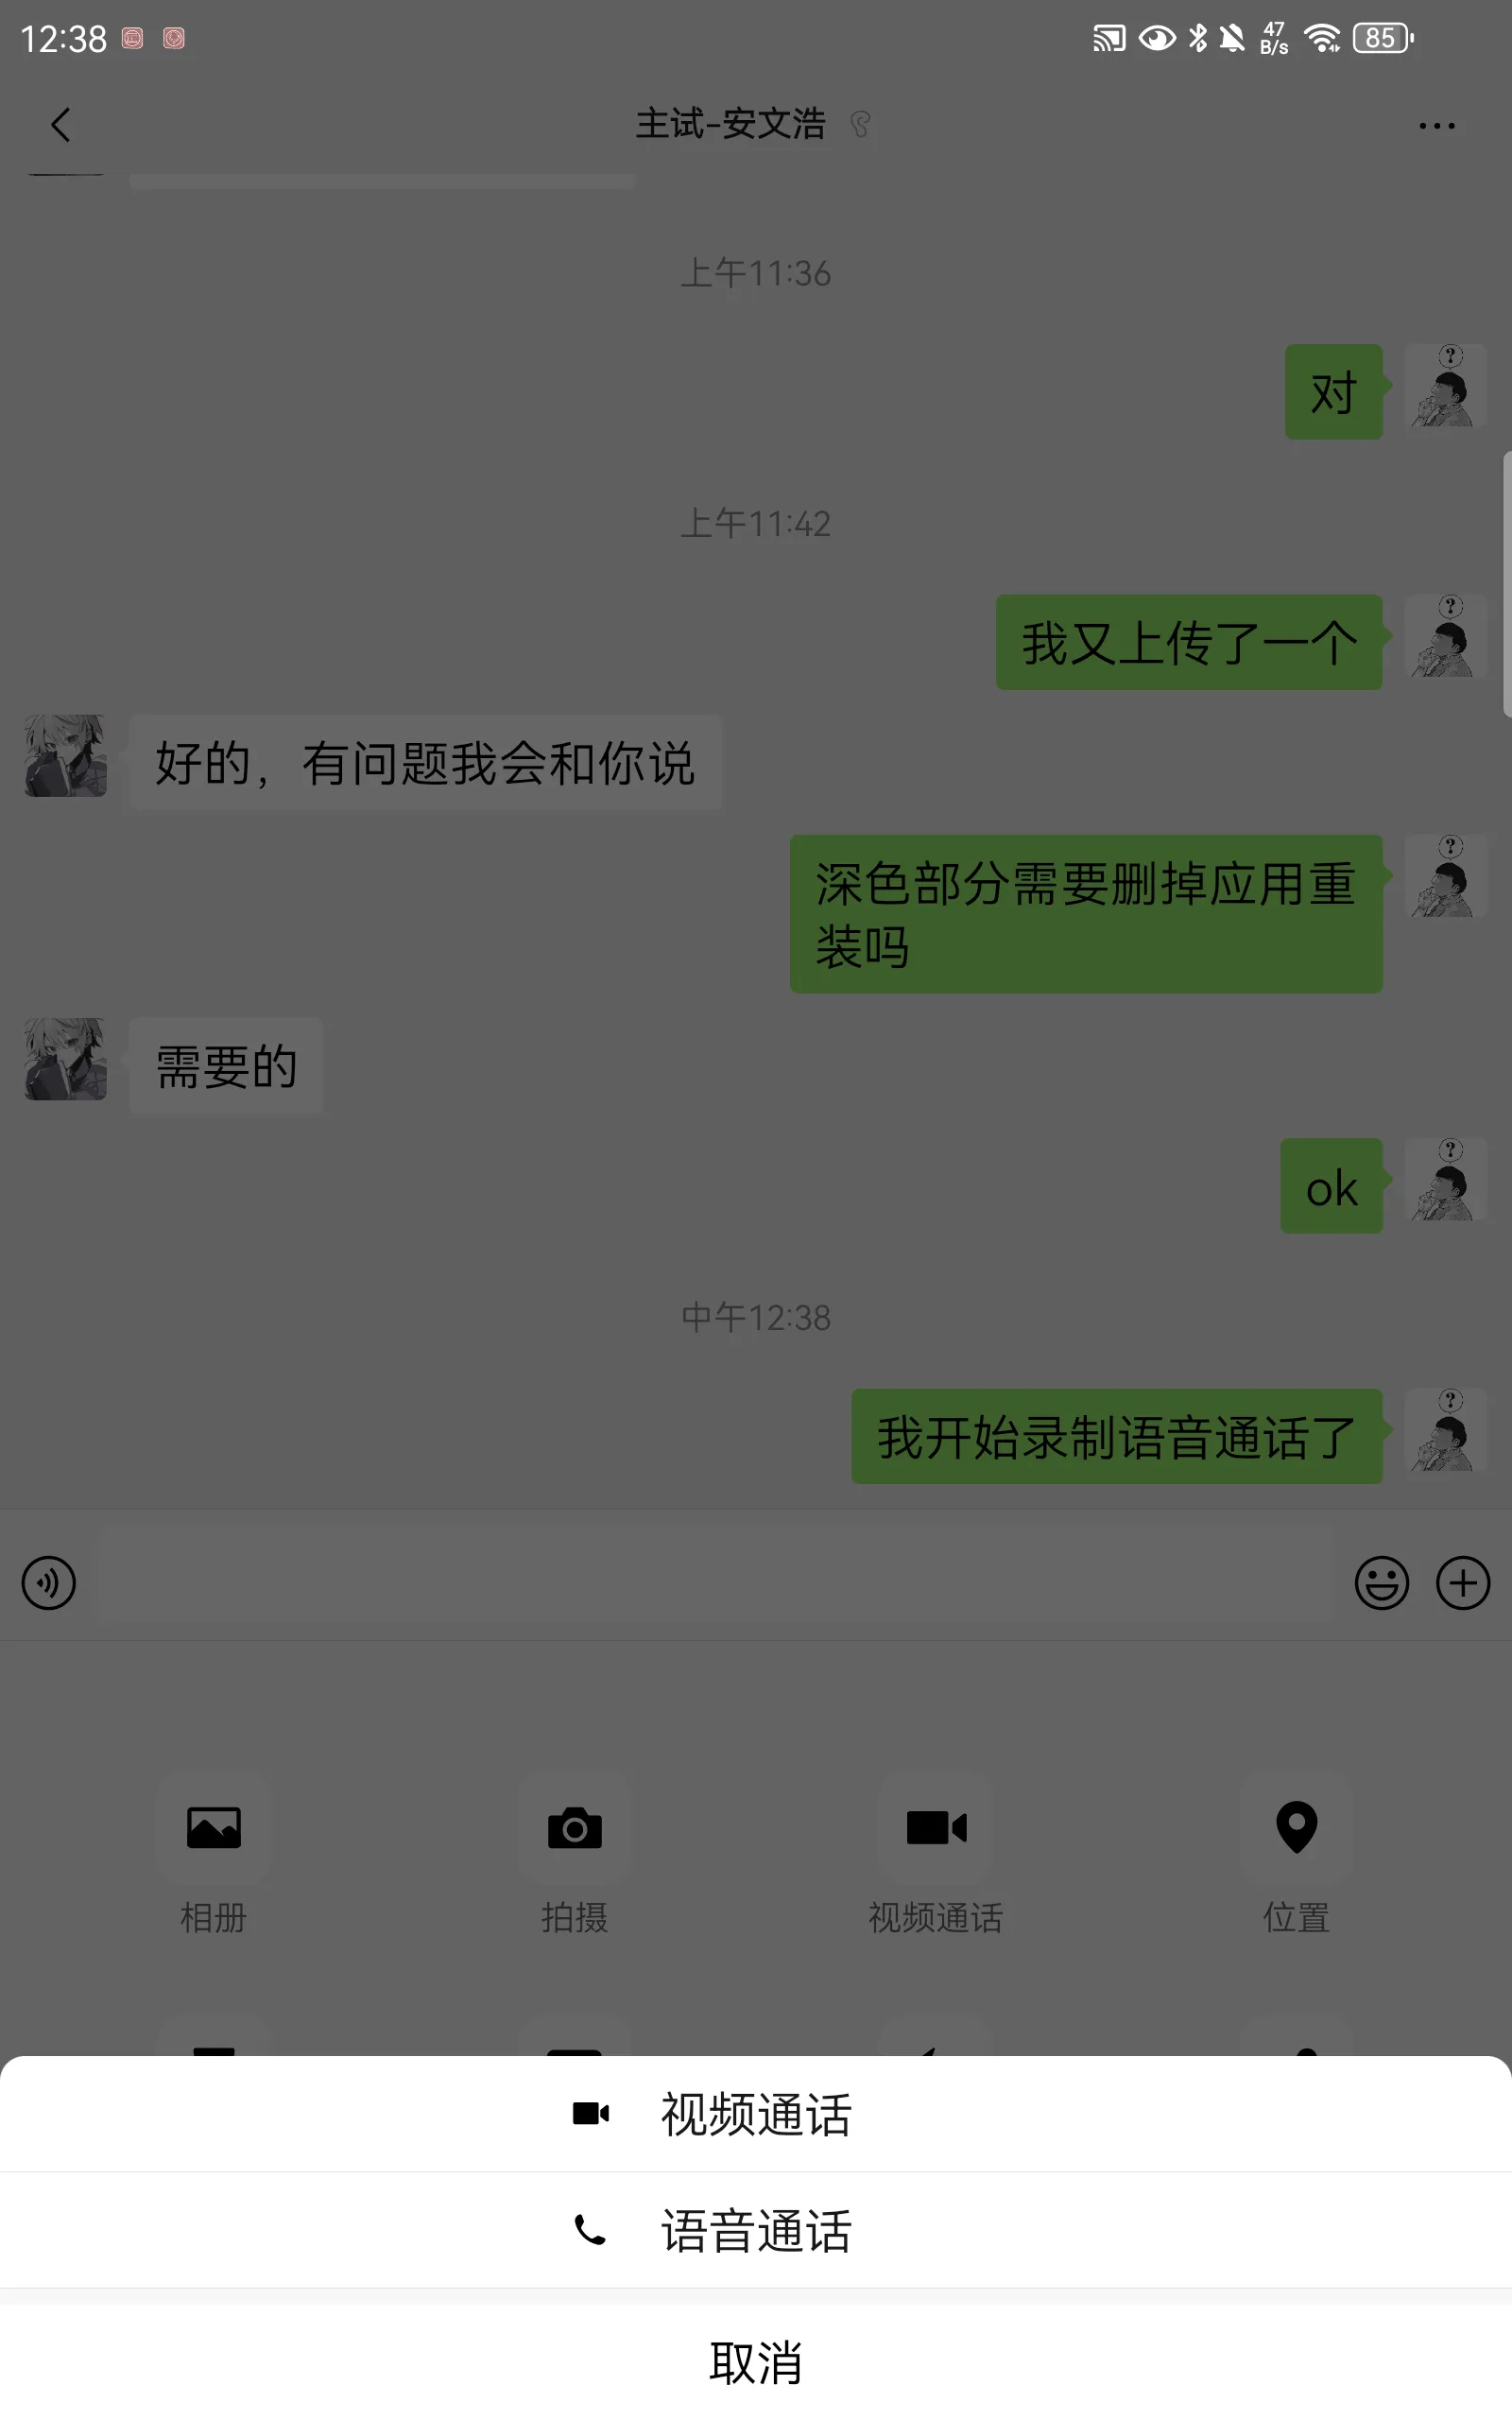 12:38
47
B/s
85
主试-安文浩
上午11:36
对
上午11:42
我又上传了一个
好的，有问题我会和你说
深色部分需要删掉应用重
装吗
需要的
ok
中午12:38
我开始录制语音通话了
相册
拍摄
视频通话
位置
视频通话
语音通话
取消